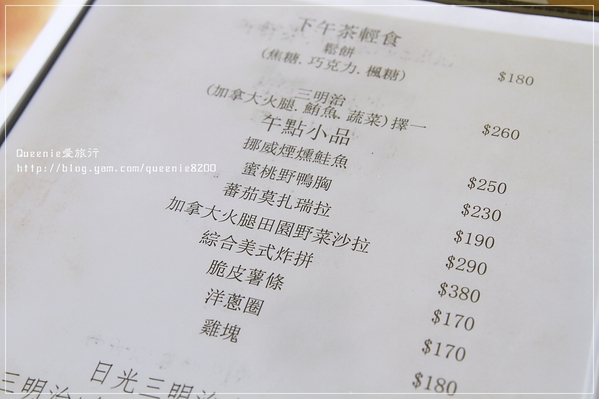 下午茶輕食
鬆餅
(焦糖.巧克力.楓糖) $180
三明治
(加拿大火腿.鮪魚.蔬菜)擇一 $260
午點小品
挪威煙燻鮭魚 $250
蜜桃野鴨胸 $230
蕃茄莫扎瑞拉 $190
加拿大火腿田園野菜沙拉 $290
綜合美式炸拼 $380
脆皮薯條 $170
洋蔥圈 $170
雞塊 $180
日光三明治
三明治
Queenie愛旅行
http://blog.yam.com/queenie8200